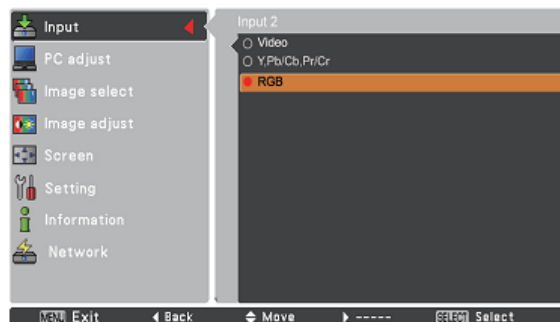 Input
PC adjust
Image select
Image adjust
Screen
Setting
Information
Network
Input 2
Video
Y,Pb/Cb,Pr/Cr
RGB
MENU Exit
Back
Move
-----
SELECT Select